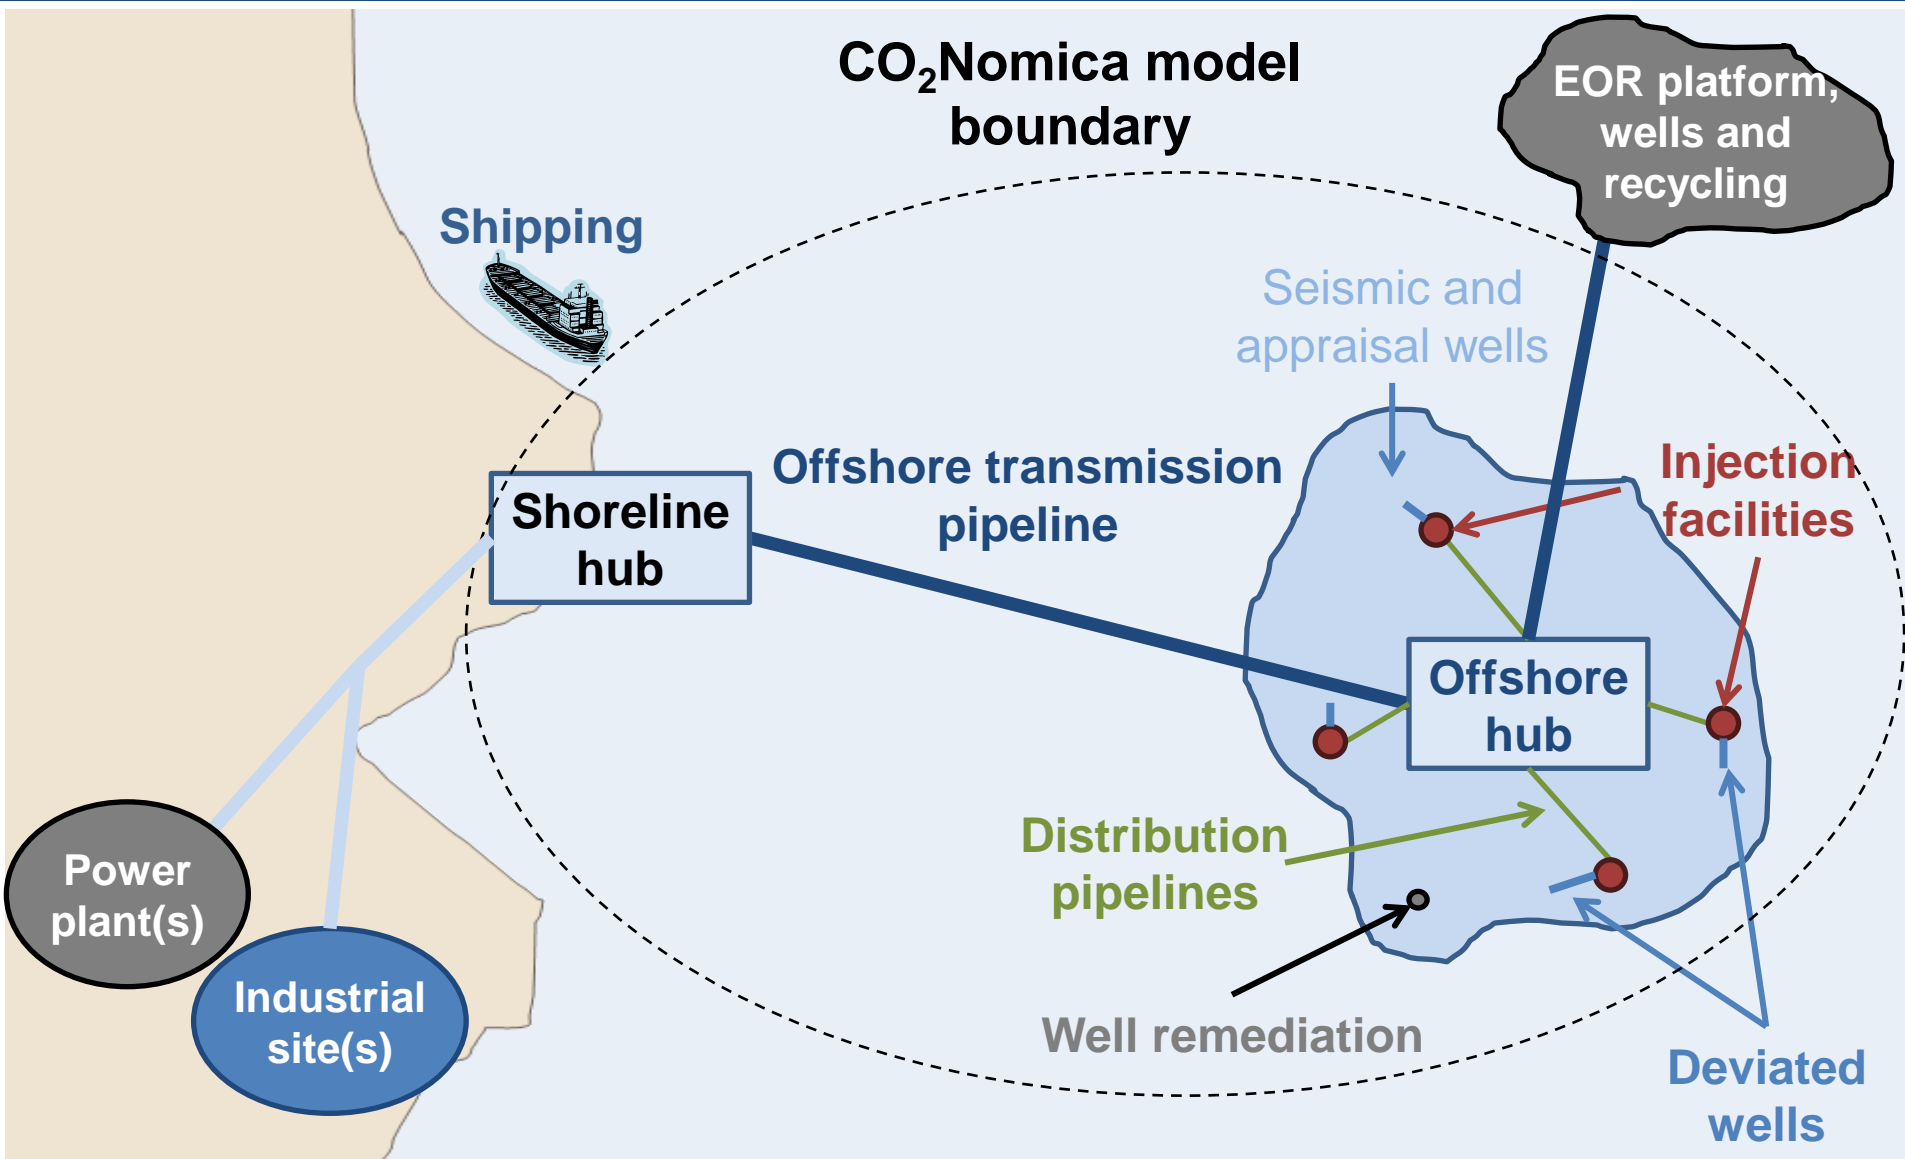 CO₂Nomica model
boundary
EOR platform,
wells and
recycling
Shipping
Seismic and
appraisal wells
Offshore transmission
pipeline
Injection
facilities
Shoreline
hub
Offshore
hub
Distribution
pipelines
Power
plant(s)
Industrial
site(s)
Well remediation
Deviated
wells